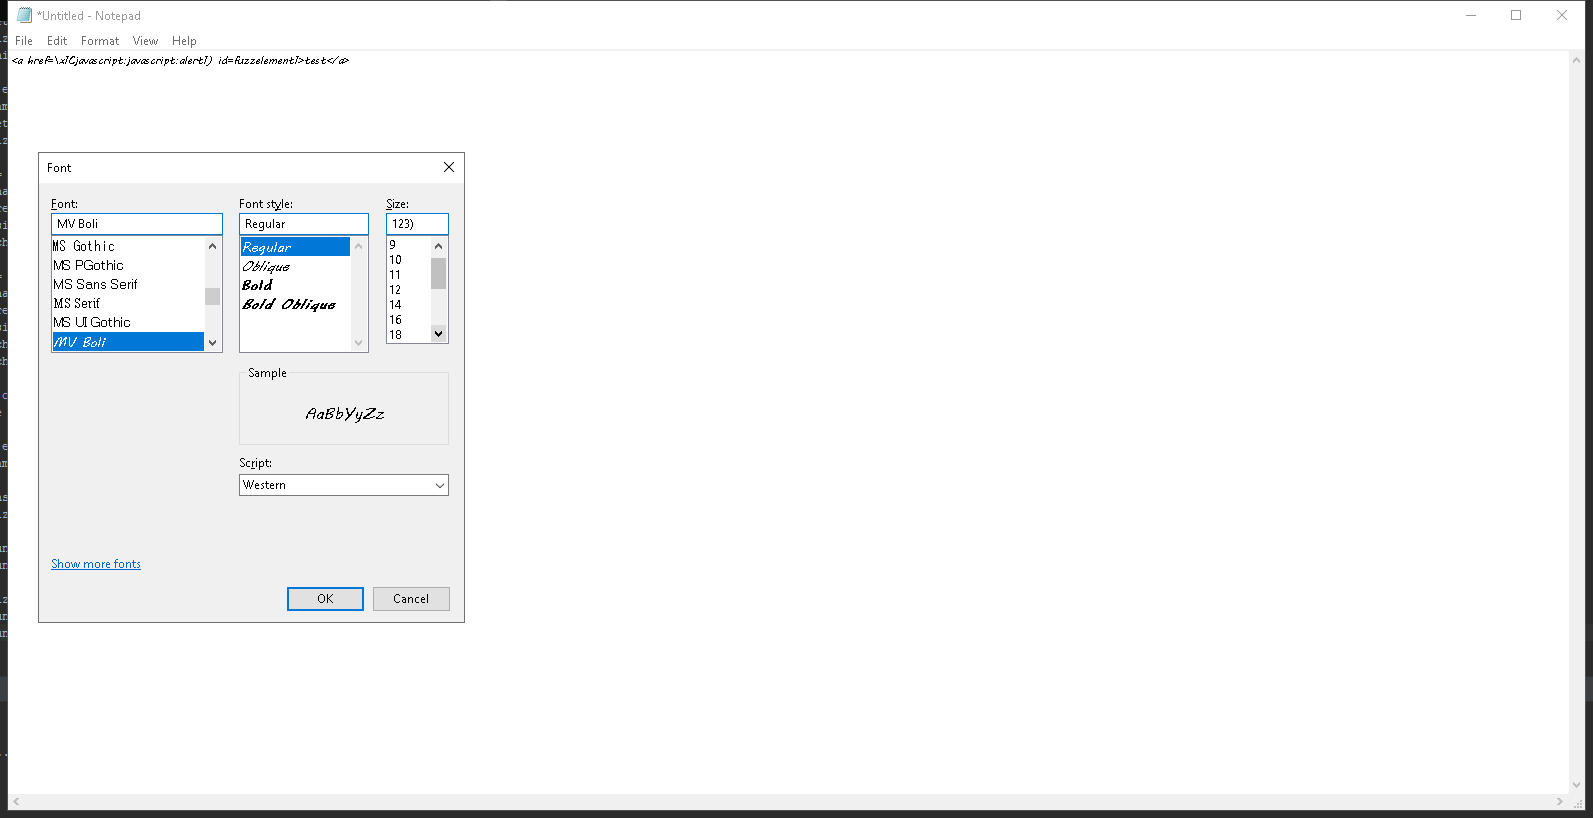 *Untitled - Notepad
File Edit Format View Help
<a href=\x1Cjavascript:javascript:alert1) id=fuzzelement1>test</a>
Font
Font: Font style: Size:
MV Boli Regular 123)
MS Gothic Regular 9
MS PGothic Oblique 10
MS Sans Serif Bold 11
MS Serif Bold Oblique 12
MS UI Gothic 14
MV Boli 16
18
Sample
AaBbYyZz
Script:
Western
Show more fonts
OK Cancel